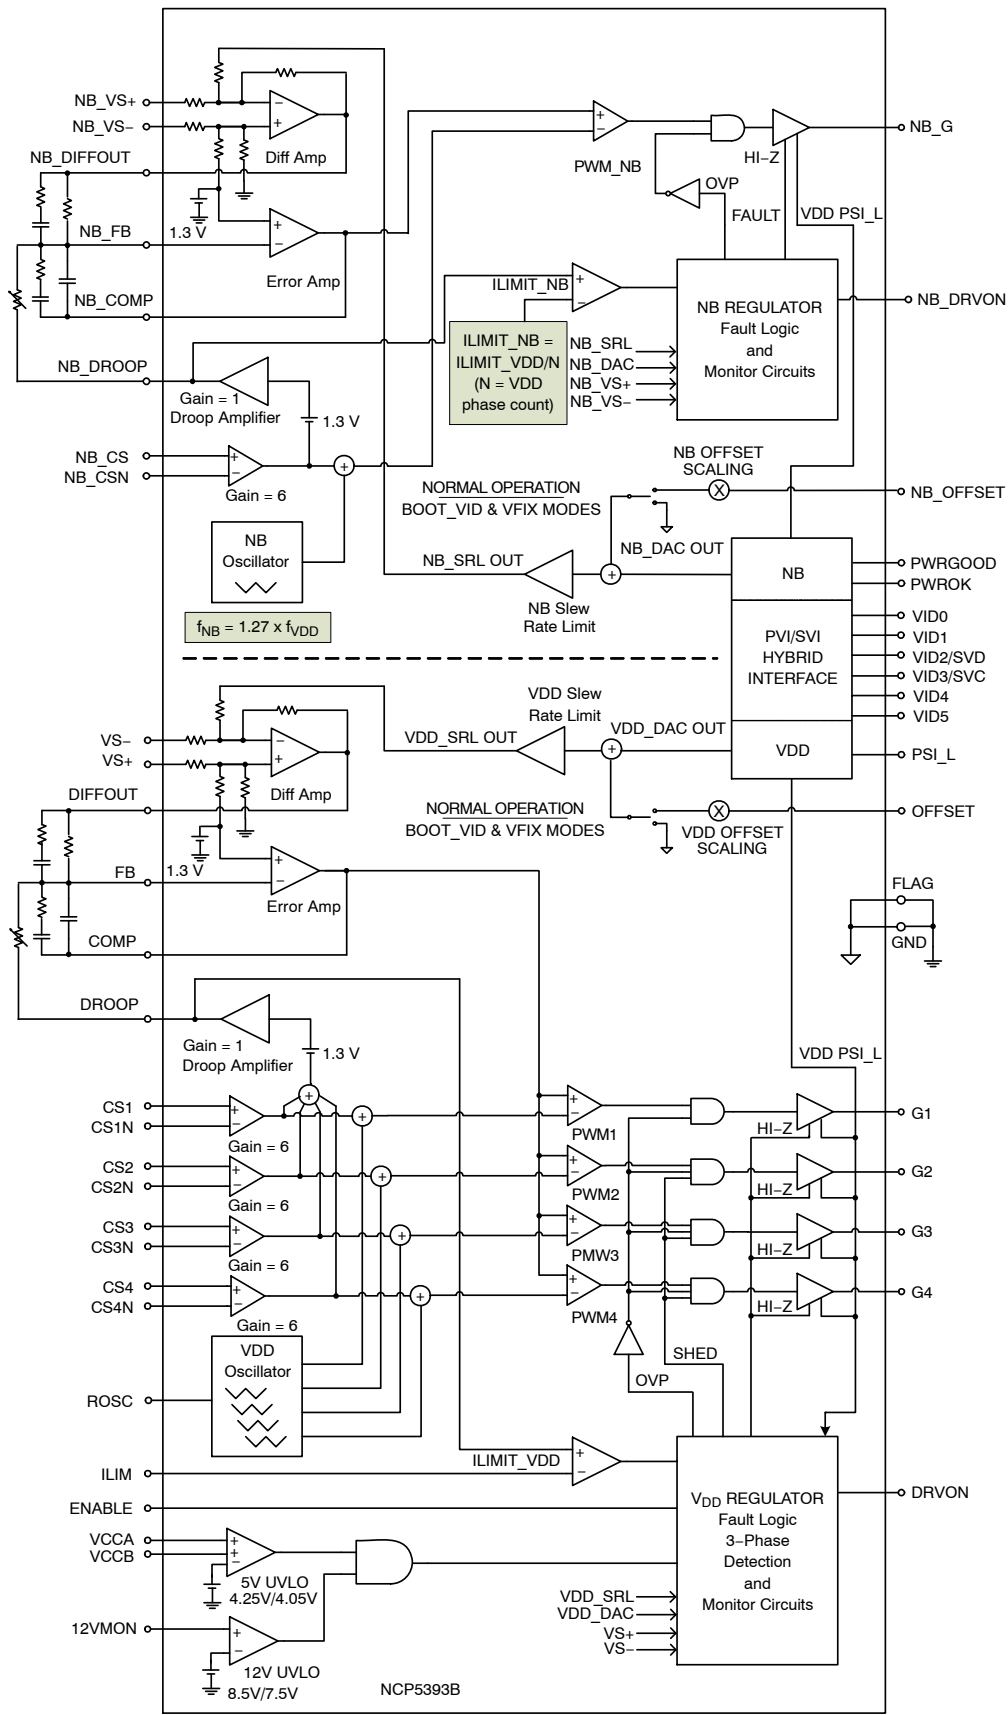 NB_VS+
NB_VS−
Diff Amp
NB_DIFFOUT
1.3 V
NB_FB
Error Amp
NB_COMP
NB_DROOP
Gain = 1
Droop Amplifier
1.3 V
NB_CS
NB_CSN
Gain = 6
NB
Oscillator
fNB = 1.27 x fVDD
PWM_NB
OVP
HI−Z
NB_G
FAULT
VDD PSI_L
ILIMIT_NB
ILIMIT_NB =
ILIMIT_VDD/N
(N = VDD
phase count)
NB_SRL
NB_DAC
NB_VS+
NB_VS−
NB REGULATOR
Fault Logic
and
Monitor Circuits
NB_DRVON
NB OFFSET
SCALING
X
NORMAL OPERATION
BOOT_VID & VFIX MODES
NB_OFFSET
NB_SRL OUT
NB_DAC OUT
NB Slew
Rate Limit
NB
PVI/SVI
HYBRID
INTERFACE
VDD
PWRGOOD
PWROK
VID0
VID1
VID2/SVD
VID3/SVC
VID4
VID5
PSI_L
VS−
VS+
Diff Amp
DIFFOUT
1.3 V
FB
Error Amp
COMP
VDD Slew
Rate Limit
VDD_SRL OUT
VDD_DAC OUT
NORMAL OPERATION
BOOT_VID & VFIX MODES
X
VDD OFFSET
SCALING
OFFSET
FLAG
GND
DROOP
Gain = 1
Droop Amplifier
1.3 V
VDD PSI_L
CS1
CS1N
Gain = 6
PWM1
HI−Z
G1
CS2
CS2N
Gain = 6
PWM2
HI−Z
G2
CS3
CS3N
Gain = 6
PMW3
HI−Z
G3
CS4
CS4N
Gain = 6
PWM4
HI−Z
G4
VDD
Oscillator
ROSC
SHED
OVP
ILIM
ILIMIT_VDD
ENABLE
VCCA
VCCB
5V UVLO
4.25V/4.05V
12VMON
12V UVLO
8.5V/7.5V
VDD REGULATOR
Fault Logic
3−Phase
Detection
and
Monitor Circuits
DRVON
VDD_SRL
VDD_DAC
VS+
VS−
NCP5393B